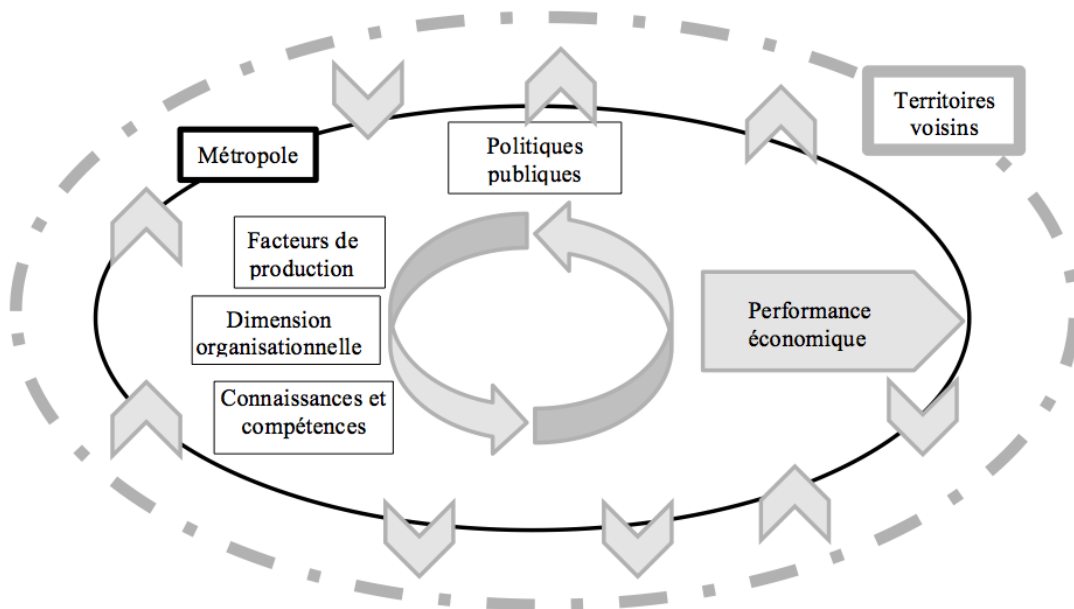 Territoires
voisins
Métropole
Politiques
publiques
Facteurs de
production
Dimension
organisationnelle
Performance
économique
Connaissances et
compétences